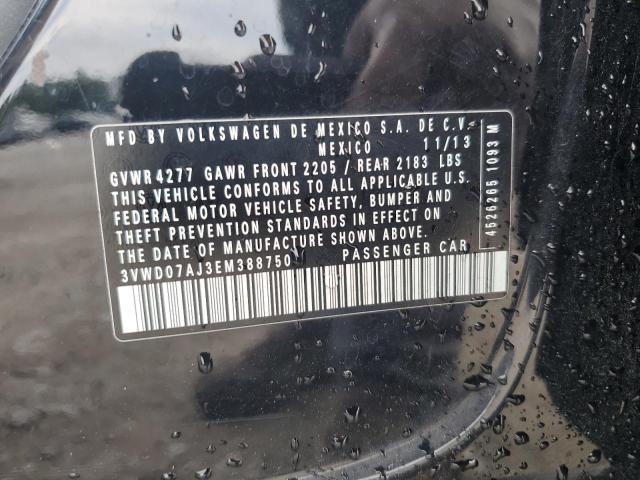 MFD BY VOLKSWAGEN DE MEXICO S.A. DE C.V.
MEXICO 11/13
GVWR 4277 GAWR FRONT 2205 / REAR 2183 LBS
THIS VEHICLE CONFORMS TO ALL APPLICABLE U.S.
FEDERAL MOTOR VEHICLE SAFETY, BUMPER AND
THEFT PREVENTION STANDARDS IN EFFECT ON
THE DATE OF MANUFACTURE SHOWN ABOVE.
3VWD07AJ3EM388750 PASSENGER CAR
4526265 1093 M